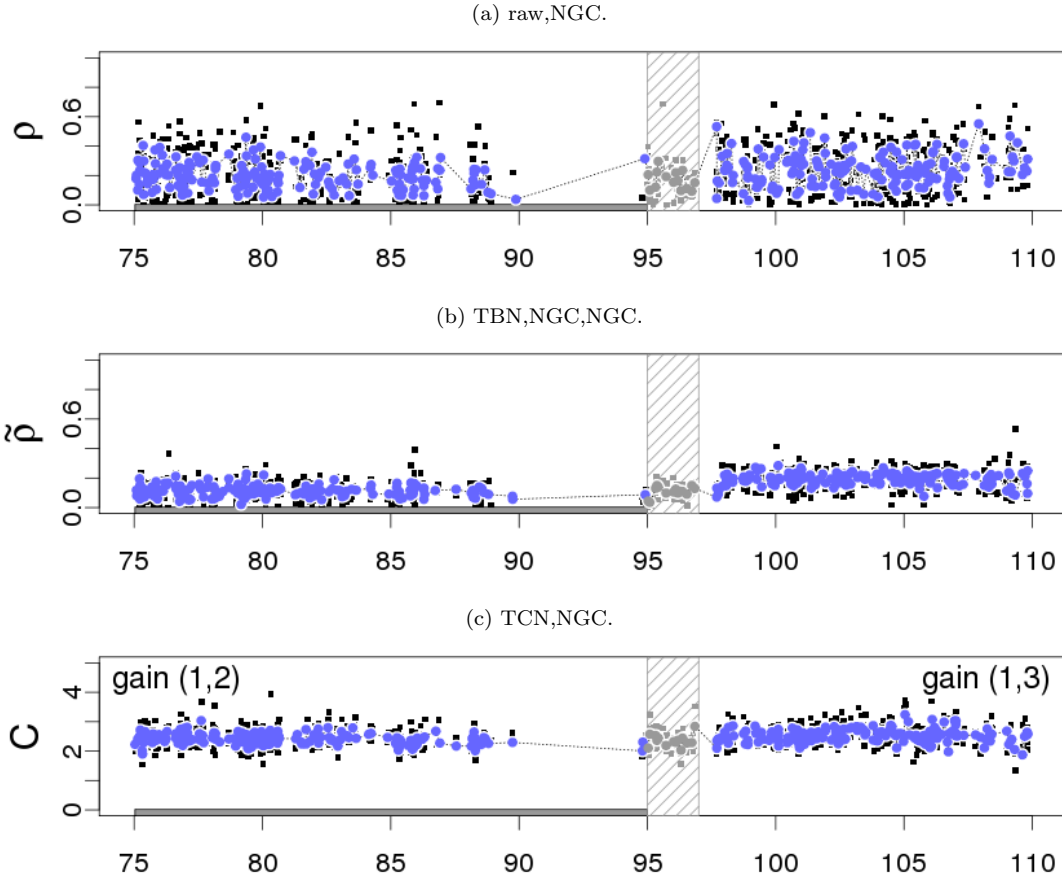 (a) raw,NGC.
ρ
0.0 0.6
75 80 85 90 95 100 105 110
(b) TBN,NGC,NGC.
ρ̃
0.0 0.6
75 80 85 90 95 100 105 110
(c) TCN,NGC.
gain (1,2) gain (1,3)
C
0 2 4
75 80 85 90 95 100 105 110